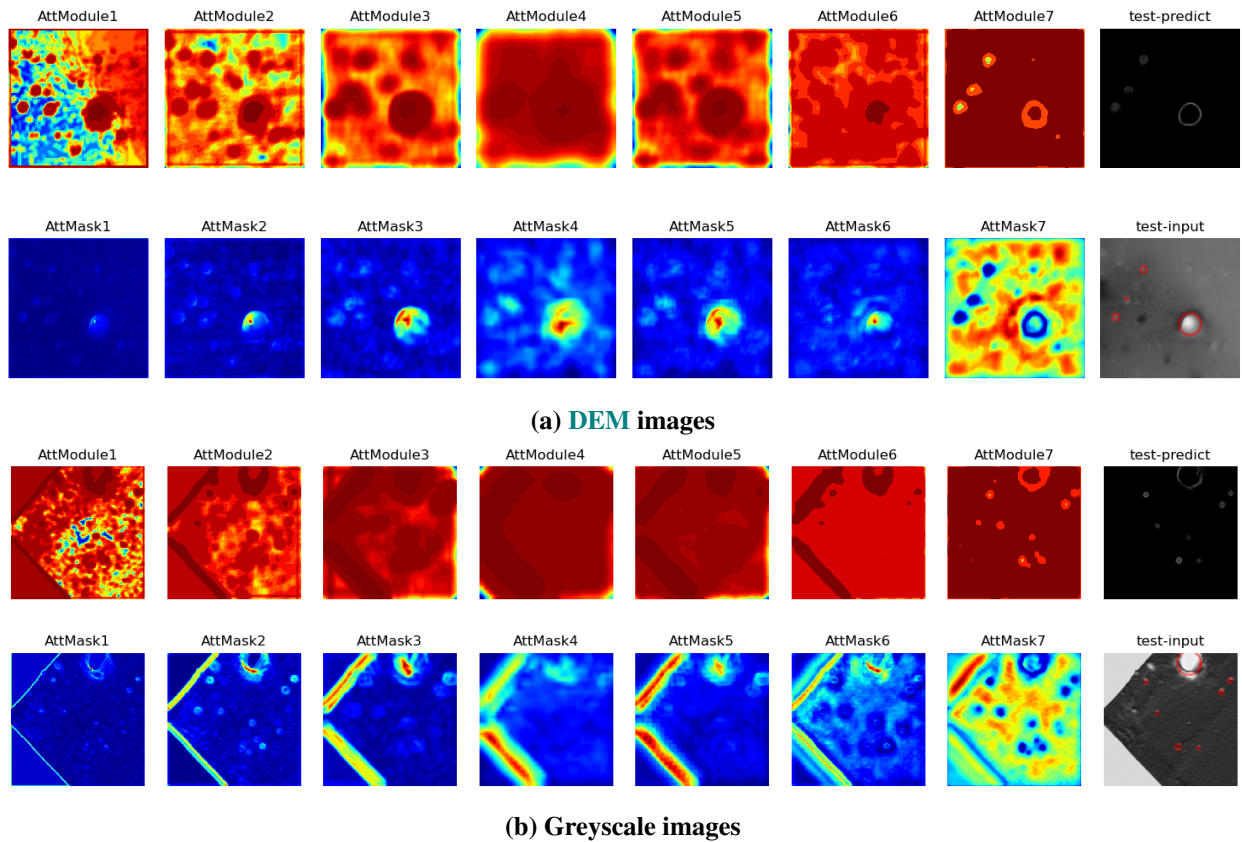 AttModule1 AttModule2 AttModule3 AttModule4 AttModule5 AttModule6 AttModule7 test-predict
AttMask1 AttMask2 AttMask3 AttMask4 AttMask5 AttMask6 AttMask7 test-input
(a) DEM images
AttModule1 AttModule2 AttModule3 AttModule4 AttModule5 AttModule6 AttModule7 test-predict
AttMask1 AttMask2 AttMask3 AttMask4 AttMask5 AttMask6 AttMask7 test-input
(b) Greyscale images